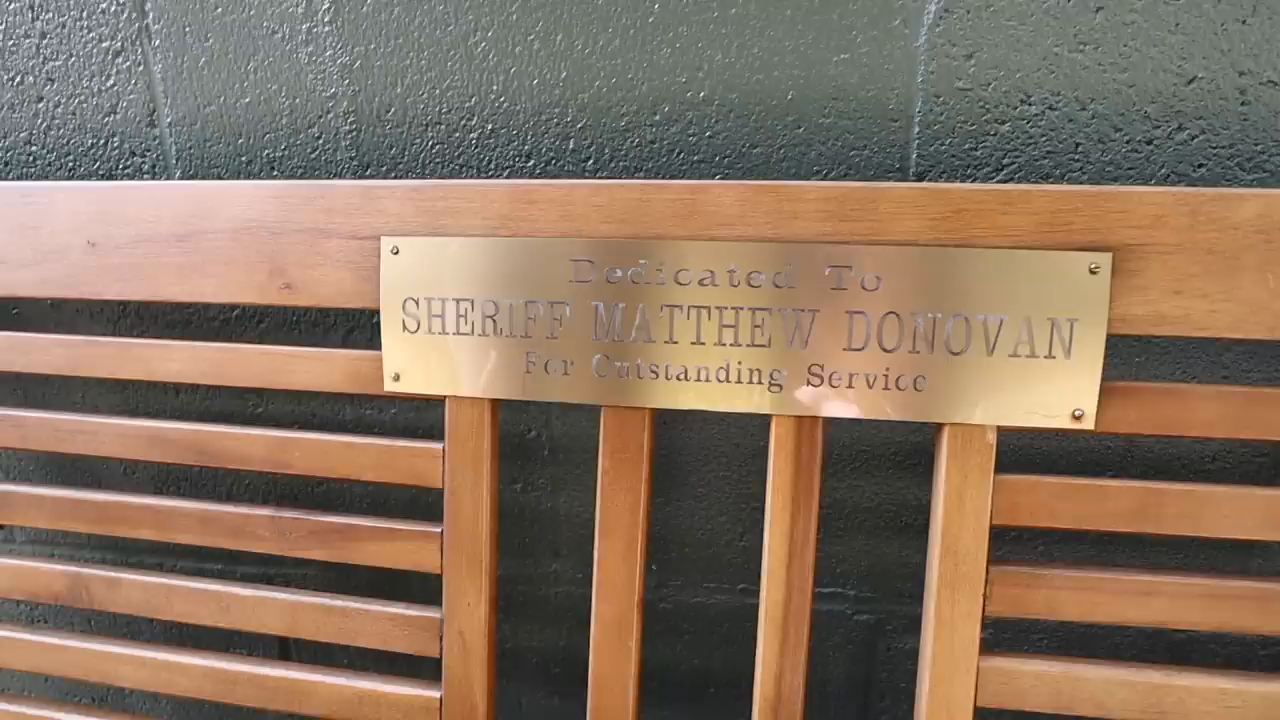 Dedicated To
SHERIFF MATTHEW DONOVAN
For Outstanding Service